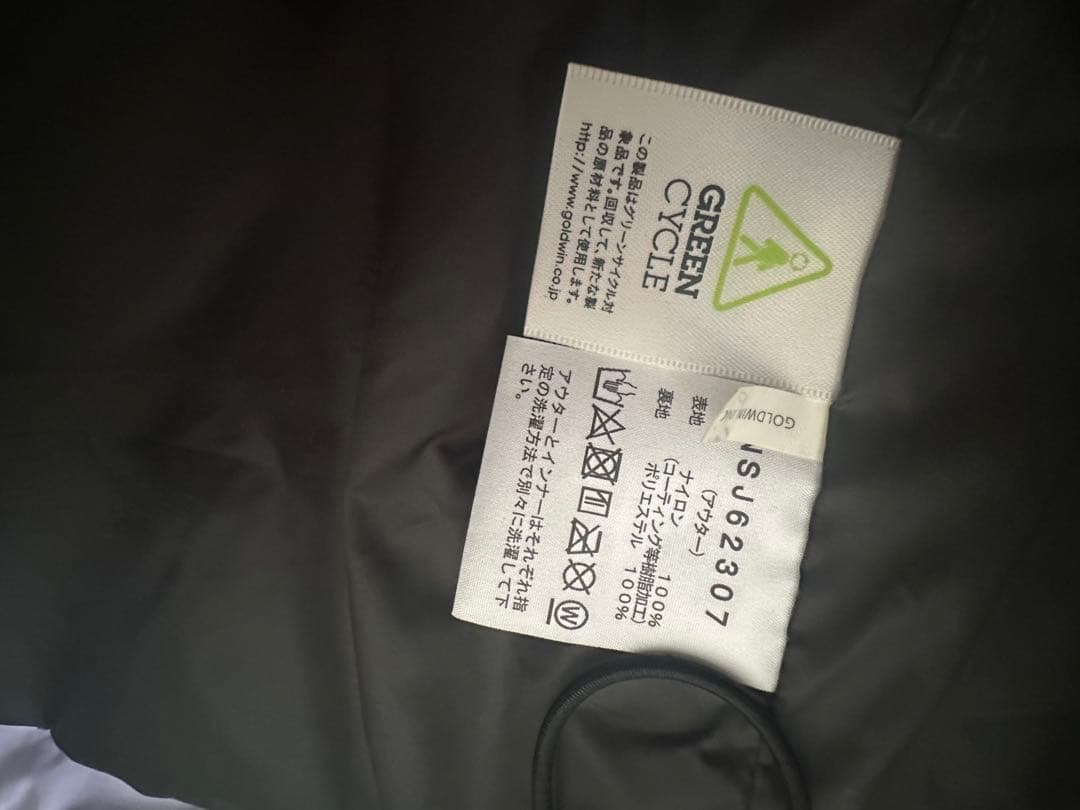 GREEN
CYCLE
この製品はグリーンサイクル対
象品です。回収して、新たな製
品の原材料として使用します。
http://www.goldwin.co.jp
GOLDWIN INC
NSJ62307
(アウター)
表地 ナイロン 100%
(コーティング等樹脂加工)
裏地 ポリエステル 100%
W
アウターとインナーはそれぞれ指
定の洗濯方法で別々に洗濯して下
さい。